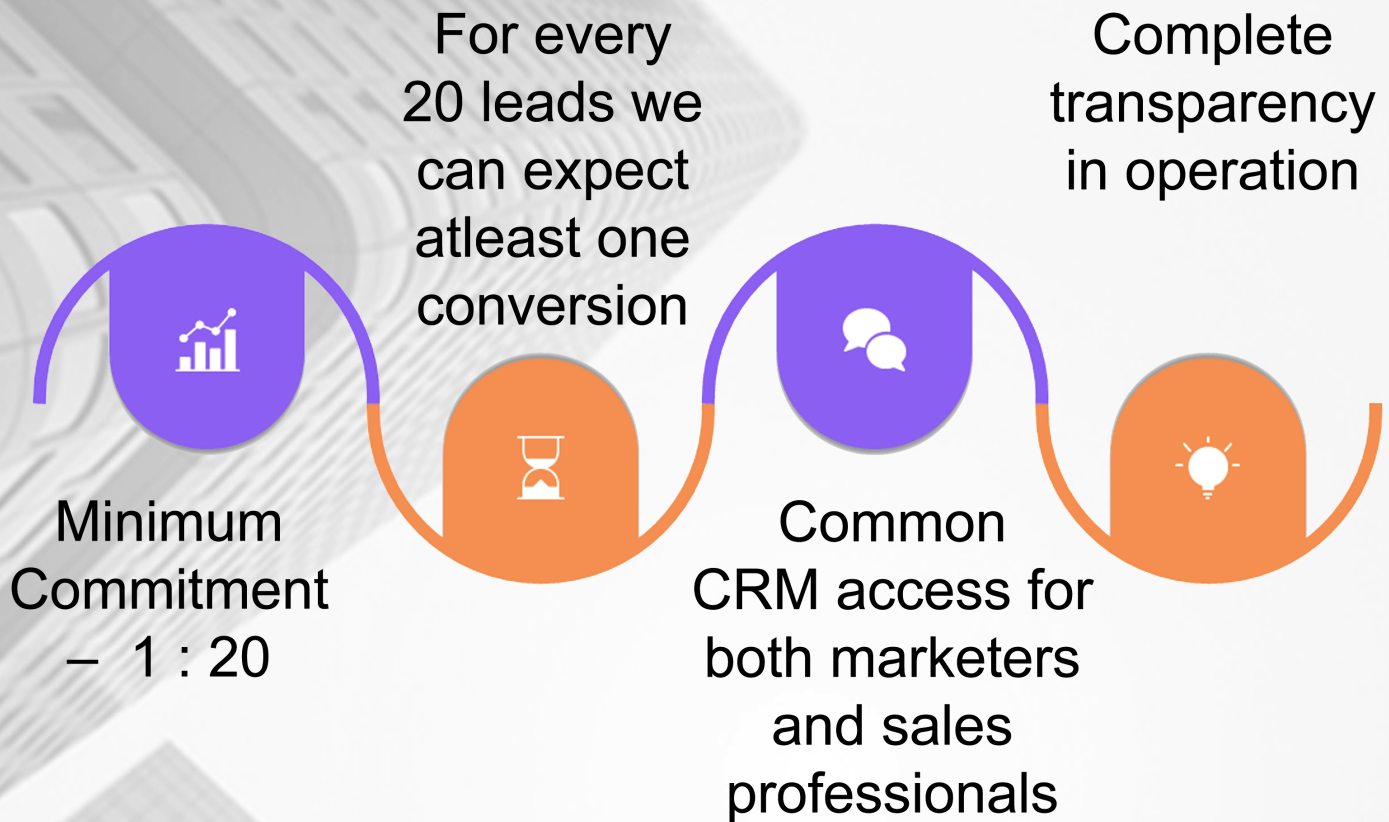 Minimum
Commitment
– 1 : 20
For every
20 leads we
can expect
atleast one
conversion
Common
CRM access for
both marketers
and sales
professionals
Complete
transparency
in operation